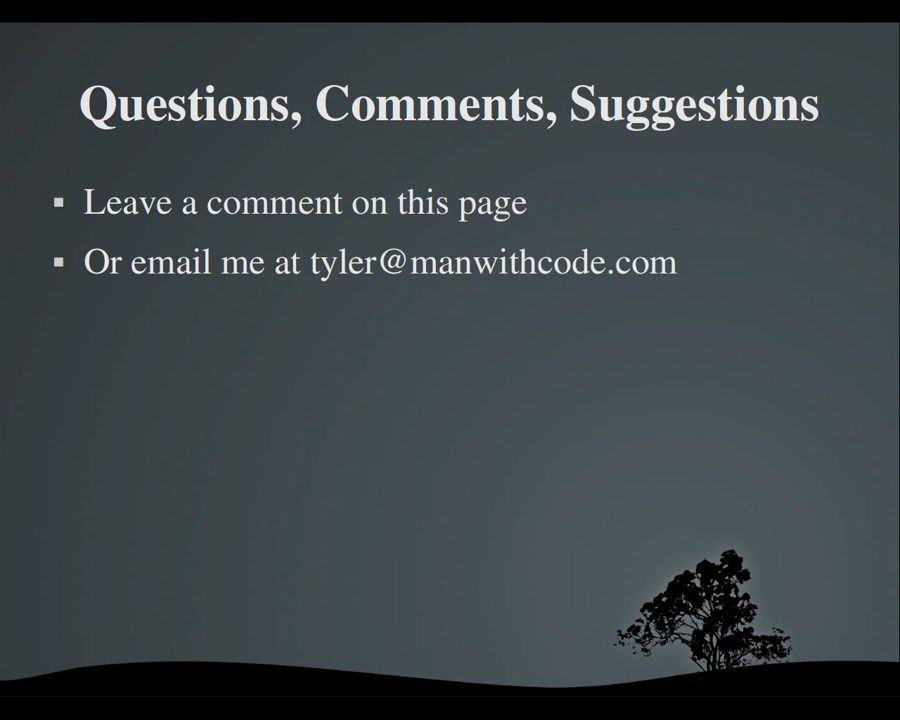 Questions, Comments, Suggestions
▪ Leave a comment on this page
▪ Or email me at tyler@manwithcode.com